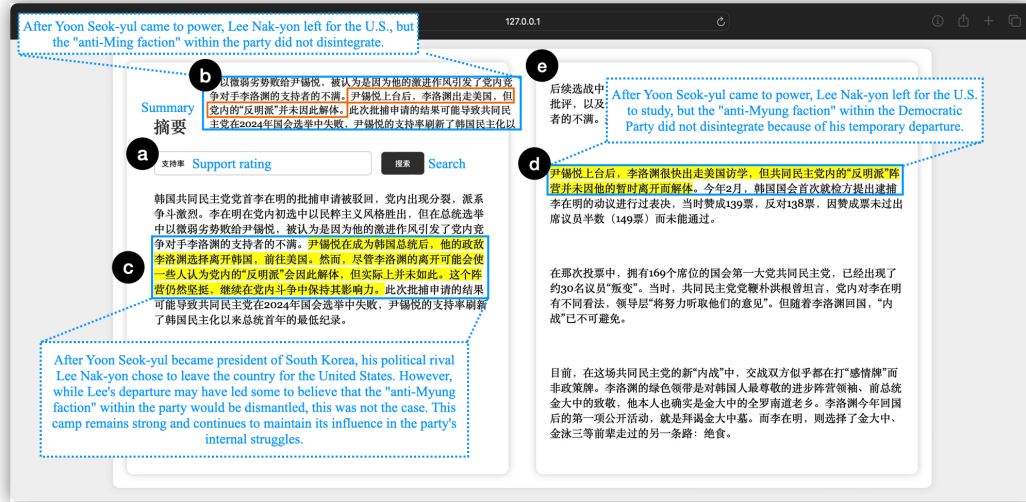 127.0.0.1
After Yoon Seok-yul came to power, Lee Nak-yon left for the U.S., but
the "anti-Ming faction" within the party did not disintegrate.
b
以微弱劣势败给尹锡悦，被认为是因为他的激进作风引发了党内竞
争对手李洛渊的支持者的不满。尹锡悦上台后，李洛渊出走美国，但
党内的“反明派”并未因此解体。此次批捕申请的结果可能导致共同民
主党在2024年国会选举中失败，尹锡悦的支持率刷新了韩国民主化以
Summary
摘要
a
支持率
Support rating
搜索
Search
韩国共同民主党党首李在明的批捕申请被驳回，党内出现分裂，派系
争斗激烈。李在明在党内初选中以民粹主义风格胜出，但在总统选举
中以微弱劣势败给尹锡悦，被认为是因为他的激进作风引发了党内竞
争对手李洛渊的支持者的不满。尹锡悦在成为韩国总统后，他的政敌
李洛渊选择离开韩国，前往美国。然而，尽管李洛渊的离开可能会使
一些人认为党内的“反明派”会因此解体，但实际上并未如此。这个阵
营仍然坚挺，继续在党内斗争中保持其影响力。此次批捕申请的结果
可能导致共同民主党在2024年国会选举中失败，尹锡悦的支持率刷新
了韩国民主化以来总统首年的最低纪录。
c
After Yoon Seok-yul became president of South Korea, his political rival
Lee Nak-yon chose to leave the country for the United States. However,
while Lee's departure may have led some to believe that the "anti-Myung
faction" within the party would be dismantled, this was not the case. This
camp remains strong and continues to maintain its influence in the party's
internal struggles.
e
后续选战中
批评，以及
者的不满。
After Yoon Seok-yul came to power, Lee Nak-yon left for the U.S.
to study, but the "anti-Myung faction" within the Democratic
Party did not disintegrate because of his temporary departure.
d
尹锡悦上台后，李洛渊很快出走美国访学，但共同民主党内的“反明派”阵
营并未因他的暂时离开而解体。今年2月，韩国国会首次就检方提出逮捕
李在明的动议进行过表决，当时赞成139票，反对138票，因赞成票未过出
席议员半数（149票）而未能通过。
在那次投票中，拥有169个席位的国会第一大党共同民主党，已经出现了
约30名议员“叛变”。当时，共同民主党党鞭朴洪根曾坦言，党内对李在明
有不同看法，领导层“将努力听取他们的意见”。但随着李洛渊回国，“内
战”已不可避免。
目前，在这场共同民主党的新“内战”中，交战双方似乎都在打“感情牌”而
非政策牌。李洛渊的绿色领带是对韩国人最尊敬的进步阵营领袖、前总统
金大中的致敬，他本人也确实是金大中的全罗南道老乡。李洛渊今年回国
后的第一项公开活动，就是拜谒金大中墓。而李在明，则选择了金大中、
金泳三等前辈走过的另一条路：绝食。